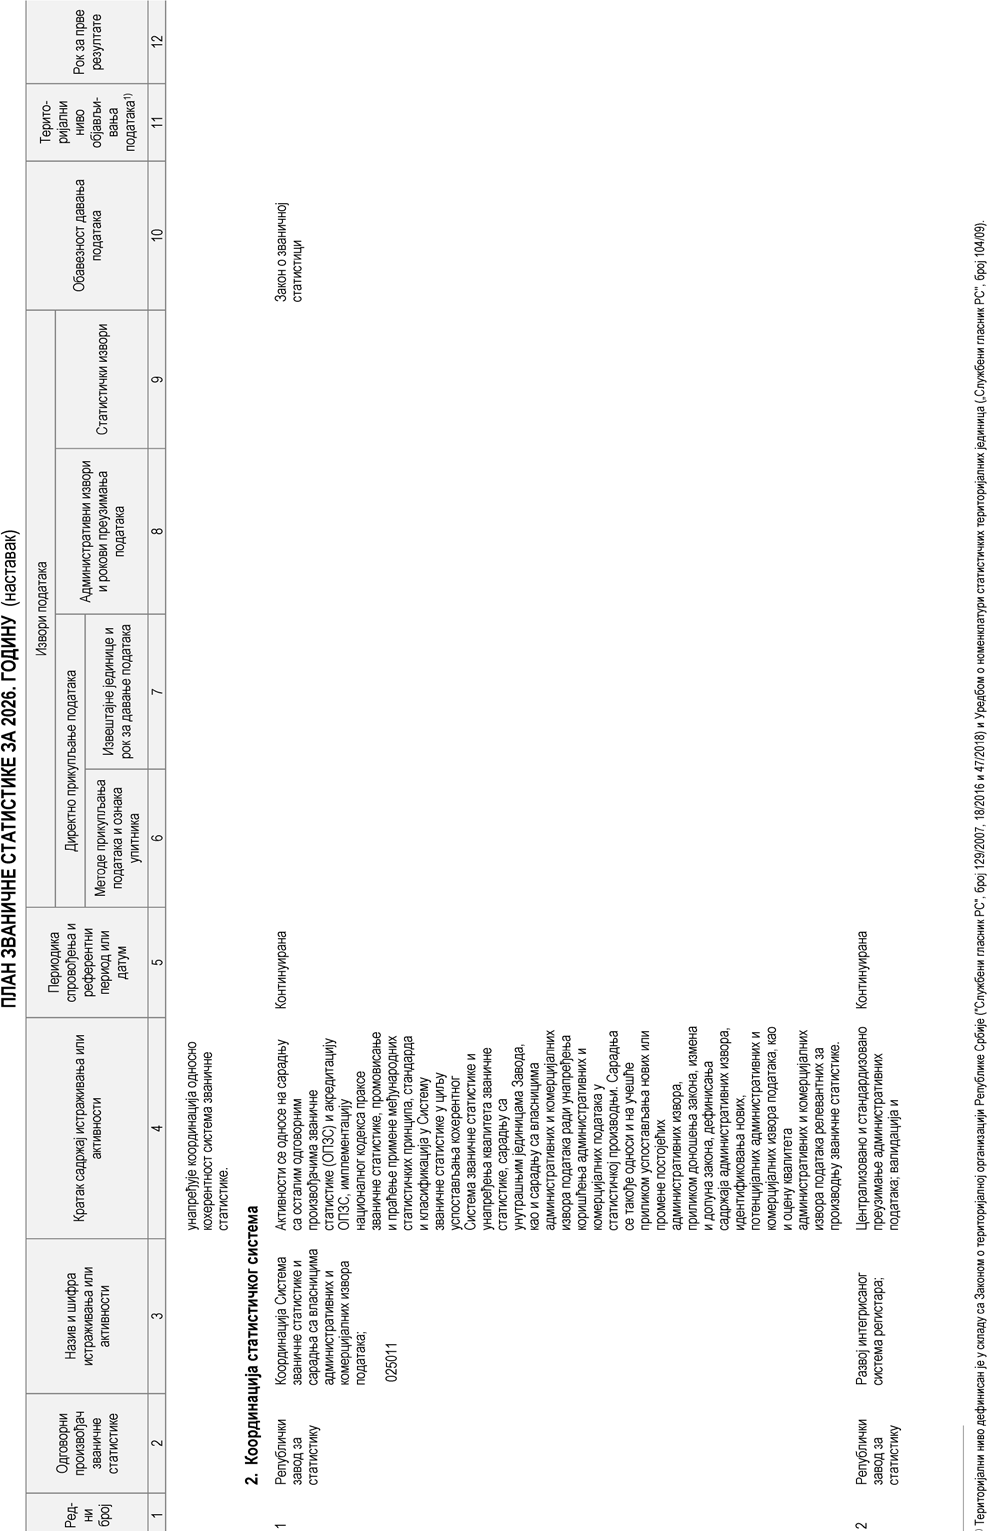 ПЛАН ЗВАНИЧНЕ СТАТИСТИКЕ ЗА 2026. ГОДИНУ (наставак)
Ред-
ни
број
Одговорни
произвођач
званичне
статистике
Назив и шифра
истраживања или
активности
Кратак садржај истраживања или
активности
Периодика
спровођења и
референтни
период или
датум
Извори података
Директно прикупљање података
Методе прикупљања
података и ознака
упитника
Извештајне јединице и
рок за давање података
Административни извори
и рокови преузимања
података
Статистички извори
Обавезност давања
података
Терито-
ријални
ниво
објављи-
вања
података1)
Рок за прве
резултате
1 2 3 4 5 6 7 8 9 10 11 12
унапређује координација односно
кохерентност система званичне
статистике.
2. Координација статистичког система
1
Републички
завод за
статистику
Координација Система
званичне статистике и
сарадња са власницима
административних и
комерцијалних извора
података;
025011
Активности се односе на сарадњу
са осталим одговорним
произвођачима званичне
статистике (ОПЗС) и акредитацију
ОПЗС, имплементацију
националног кодекса праксе
званичне статистике, промовисање
и праћење примене међународних
статистичких принципа, стандарда
и класификација у Систему
званичне статистике у циљу
успостављања кохерентног
Система званичне статистике и
унапређења квалитета званичне
статистике, сарадњу са
унутрашњим јединицама Завода,
као и сарадњу са власницима
административних и комерцијалних
извора података ради унапређења
коришћења административних и
комерцијалних података у
статистичкој производњи. Сарадња
се такође односи и на учешће
приликом успостављања нових или
промене постојећих
административних извора,
приликом доношења закона, измена
и допуна закона, дефинисања
садржаја административних извора,
идентификовања нових,
потенцијалних административних и
комерцијалних извора података, као
и оцену квалитета
административних и комерцијалних
извора података релевантних за
производњу званичне статистике.
Континуирана
Закон о званичној
статистици
2
Републички
завод за
статистику
Развој интегрисаног
система регистара;
Централизовано и стандардизовано
преузимање административних
података; валидација и
Континуирана
) Територијални ниво дефинисан је у складу са Законом о територијалној организацији Републике Србије ("Службени гласник РС", број 129/2007, 18/2016 и 47/2018) и Уредбом о номенклатури статистичких територијалних јединица („Службени гласник РС", број 104/09).